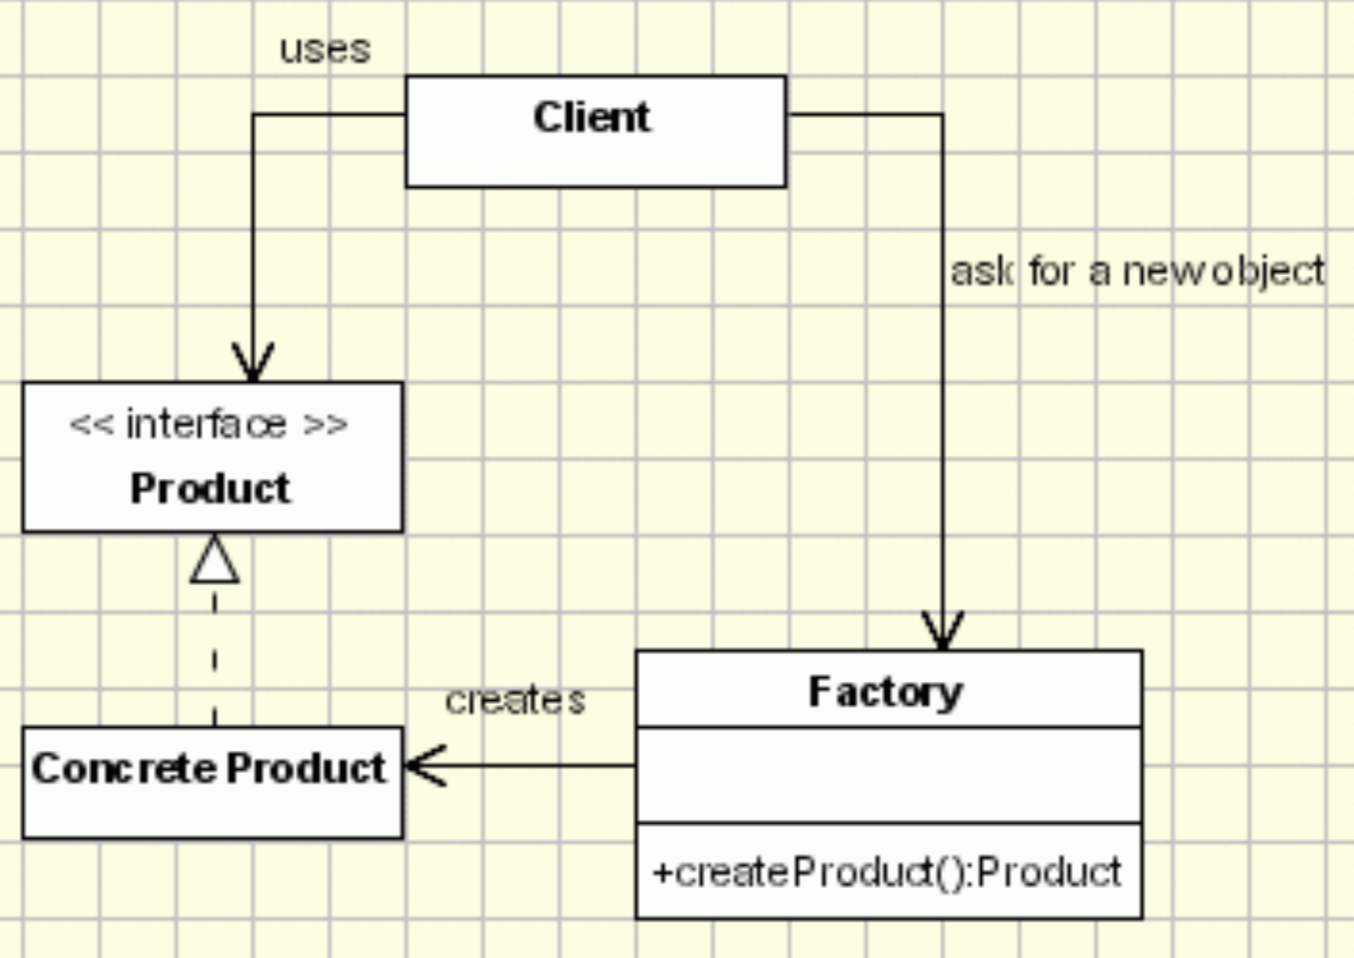 uses
Client
ask for a new object
<< interface >>
Product
creates
Factory
Concrete Product
+createProduct():Product